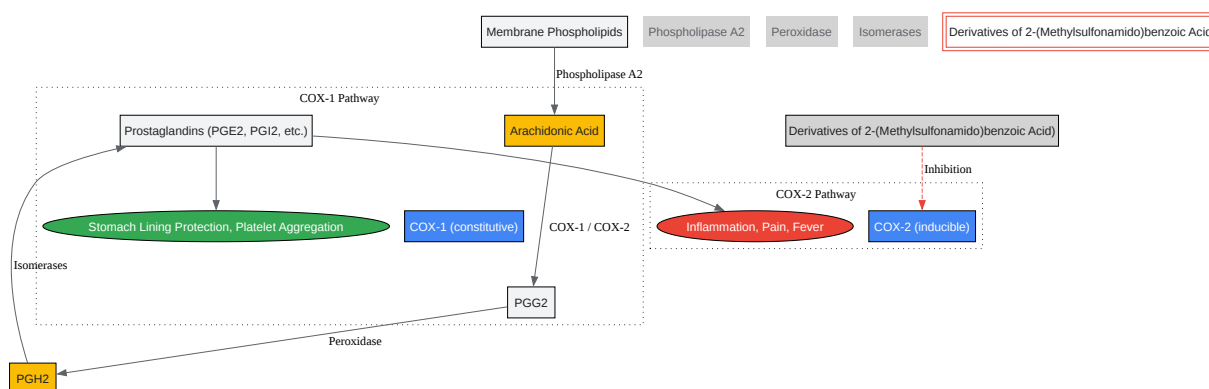 Membrane Phospholipids
Phospholipase A2
Peroxidase
Isomerases
Derivatives of 2-(Methylsulfonamido)benzoic Acid
Phospholipase A2
COX-1 Pathway
Prostaglandins (PGE2, PGI2, etc.)
Arachidonic Acid
Derivatives of 2-(Methylsulfonamido)benzoic Acid)
Inhibition
COX-2 Pathway
Stomach Lining Protection, Platelet Aggregation
COX-1 (constitutive)
COX-1 / COX-2
Inflammation, Pain, Fever
COX-2 (inducible)
Isomerases
PGG2
Peroxidase
PGH2